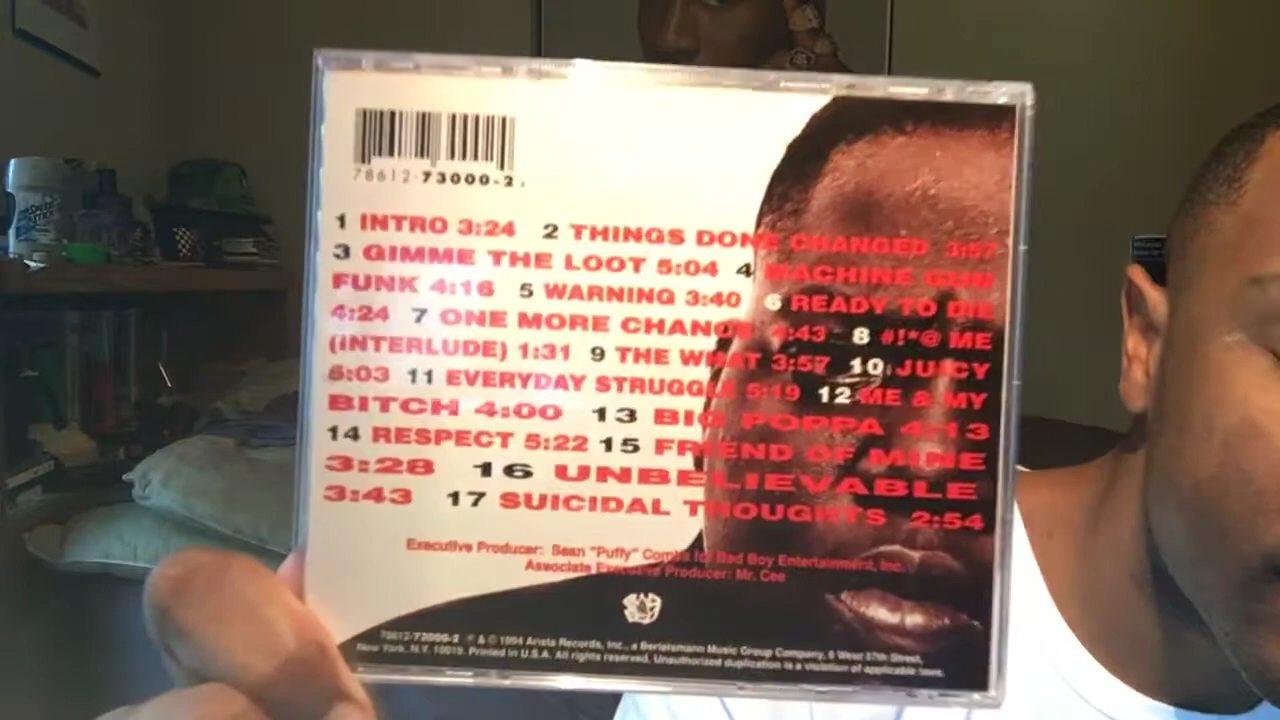 78612-73000-2
1 INTRO 3:24 2 THINGS DONE CHANGED 3:57
3 GIMME THE LOOT 5:04 4 MACHINE GUN
FUNK 4:16 5 WARNING 3:40 6 READY TO DIE
4:24 7 ONE MORE CHANCE 4:43 8 #!*@ ME
(INTERLUDE) 1:31 9 THE WHAT 3:57 10 JUICY
5:03 11 EVERYDAY STRUGGLE 5:19 12 ME & MY
BITCH 4:00 13 BIG POPPA 4:13
14 RESPECT 5:22 15 FRIEND OF MINE
3:28 16 UNBELIEVABLE
3:43 17 SUICIDAL THOUGHTS 2:54
Executive Producer: Sean "Puffy" Combs for Bad Boy Entertainment, Inc.
Associate Executive Producer: Mr. Cee
78612-73000-2 ℗ & © 1994 Arista Records, Inc., a Bertelsmann Music Group Company, 6 West 57th Street,
New York, N.Y. 10019. Printed in U.S.A. All rights reserved. Unauthorized duplication is a violation of applicable laws.